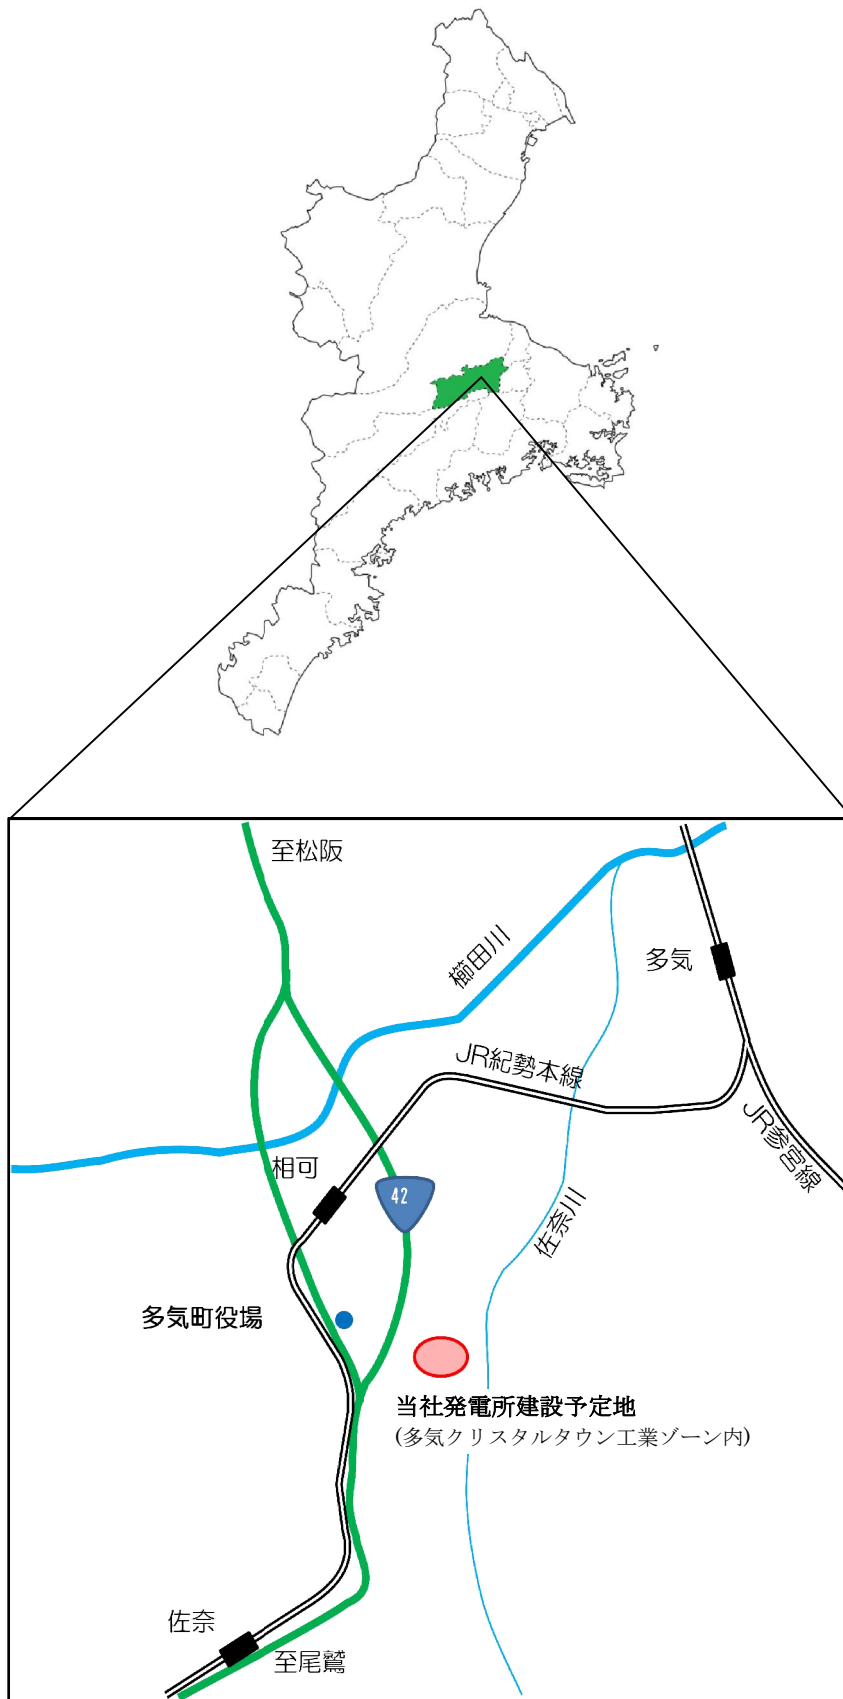 至松阪
櫛田川
多気
JR紀勢本線
JR参宮線
相可
42
佐奈川
多気町役場
当社発電所建設予定地
(多気クリスタルタウン工業ゾーン内)
佐奈
至尾鷲